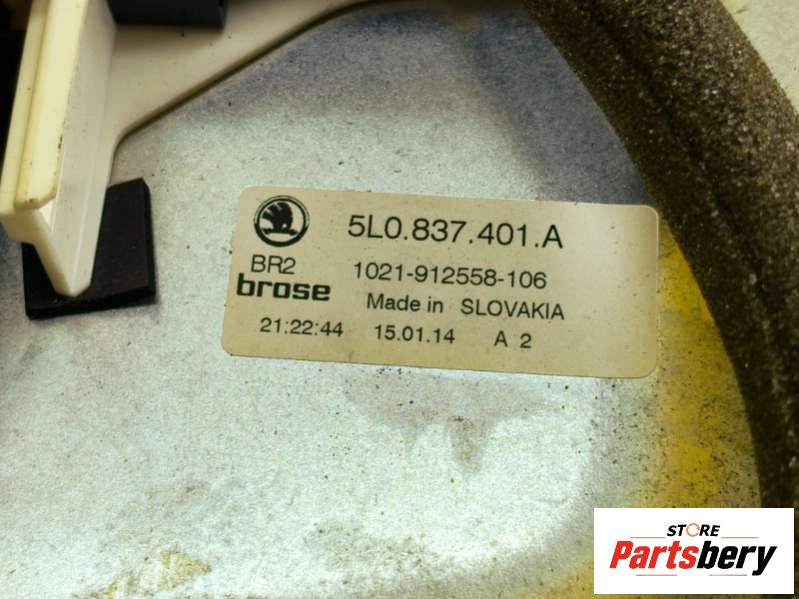 5L0.837.401.A
BR2 1021-912558-106
brose Made in SLOVAKIA
21:22:44 15.01.14 A 2
STORE
Partsbery